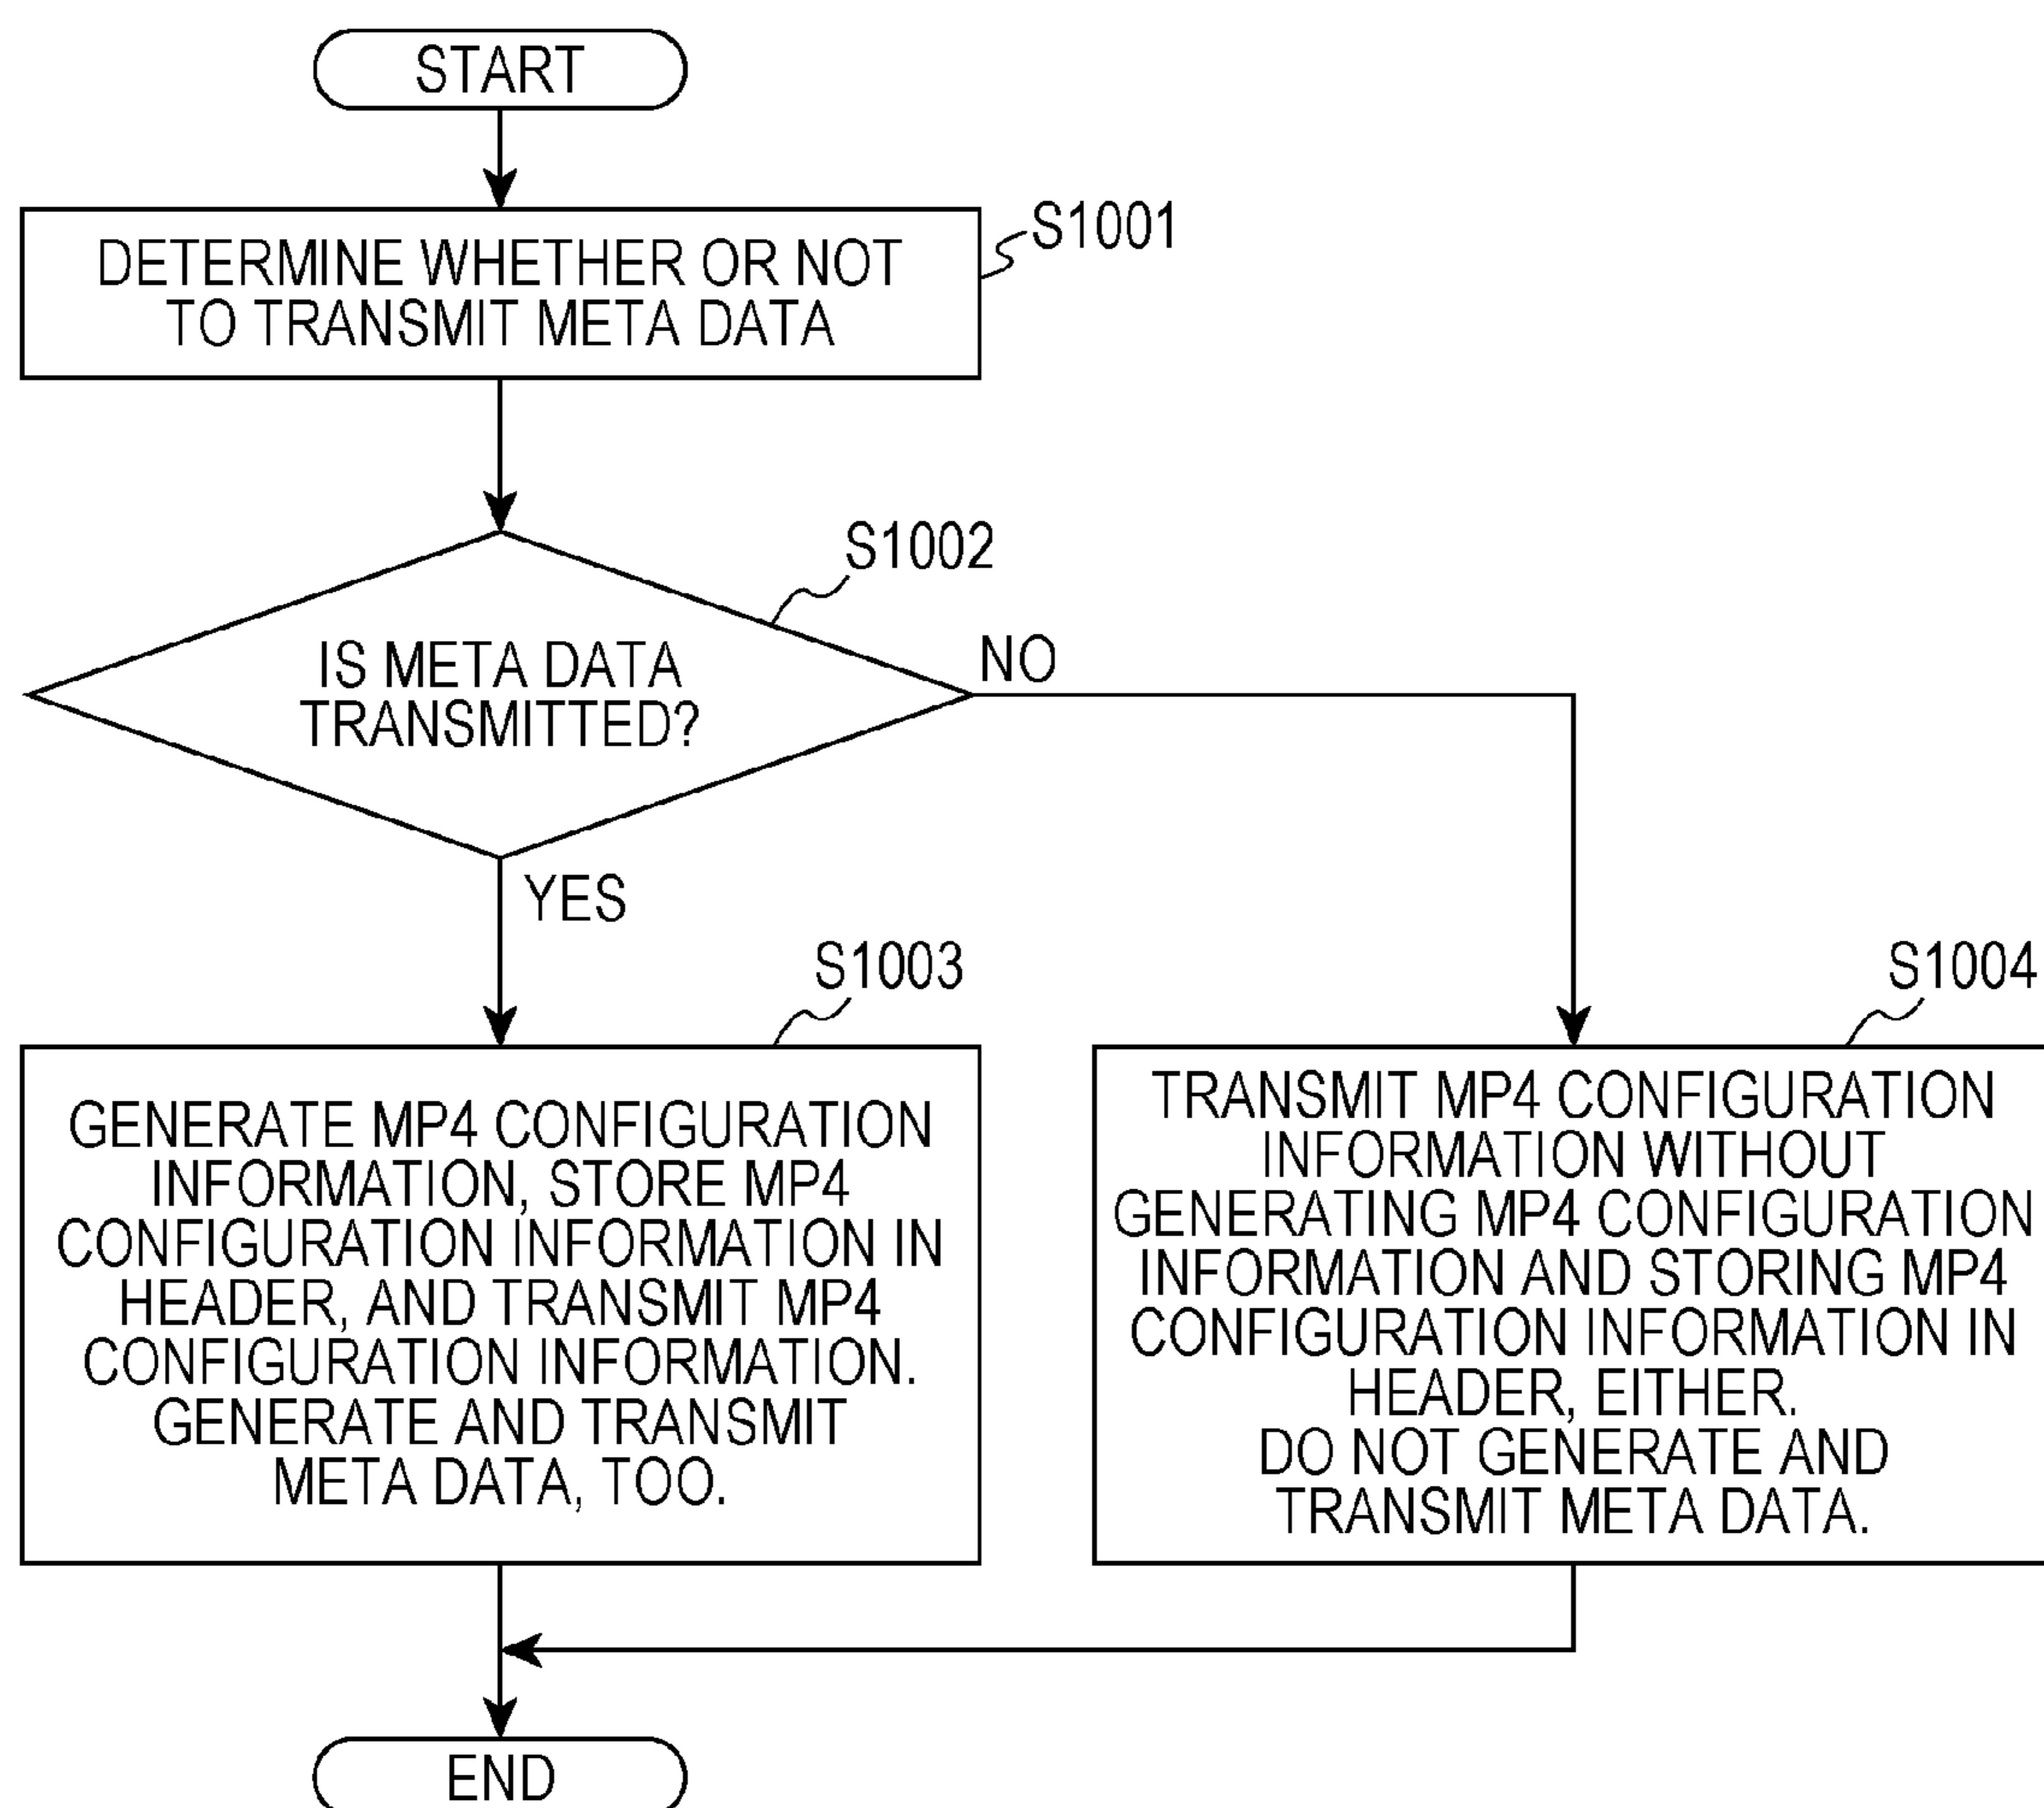 START
S1001
DETERMINE WHETHER OR NOT
TO TRANSMIT META DATA
S1002
IS META DATA
TRANSMITTED?
NO
YES
S1003
GENERATE MP4 CONFIGURATION
INFORMATION, STORE MP4
CONFIGURATION INFORMATION IN
HEADER, AND TRANSMIT MP4
CONFIGURATION INFORMATION.
GENERATE AND TRANSMIT
META DATA, TOO.
S1004
TRANSMIT MP4 CONFIGURATION
INFORMATION WITHOUT
GENERATING MP4 CONFIGURATION
INFORMATION AND STORING MP4
CONFIGURATION INFORMATION IN
HEADER, EITHER.
DO NOT GENERATE AND
TRANSMIT META DATA.
END